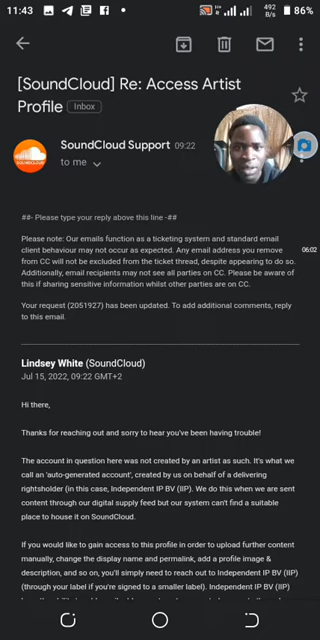 11:43
492
B/s
86%
[SoundCloud] Re: Access Artist
Profile Inbox
SoundCloud Support 09:22
to me
06:02
##- Please type your reply above this line -##
Please note: Our emails function as a ticketing system and standard email
client behaviour may not occur as expected. Any email address you remove
from CC will not be excluded from the ticket thread, despite appearing to do so.
Additionally, email recipients may not see all parties on CC. Please be aware of
this if sharing sensitive information whilst other parties are on CC.
Your request (2051927) has been updated. To add additional comments, reply
to this email.
Lindsey White (SoundCloud)
Jul 15, 2022, 09:22 GMT+2
Hi there,
Thanks for reaching out and sorry to hear you've been having trouble!
The account in question here was not created by an artist as such. It's what we
call an 'auto-generated account', created by us on behalf of a delivering
rightsholder (in this case, Independent IP BV (IIP). We do this when we are sent
content through our digital supply feed but our system can't find a suitable
place to house it on SoundCloud.
If you would like to gain access to this profile in order to upload further content
manually, change the display name and permalink, add a profile image &
description, and so on, you'll simply need to reach out to Independent IP BV (IIP)
(through your label if you're signed to a smaller label). Independent IP BV (IIP)